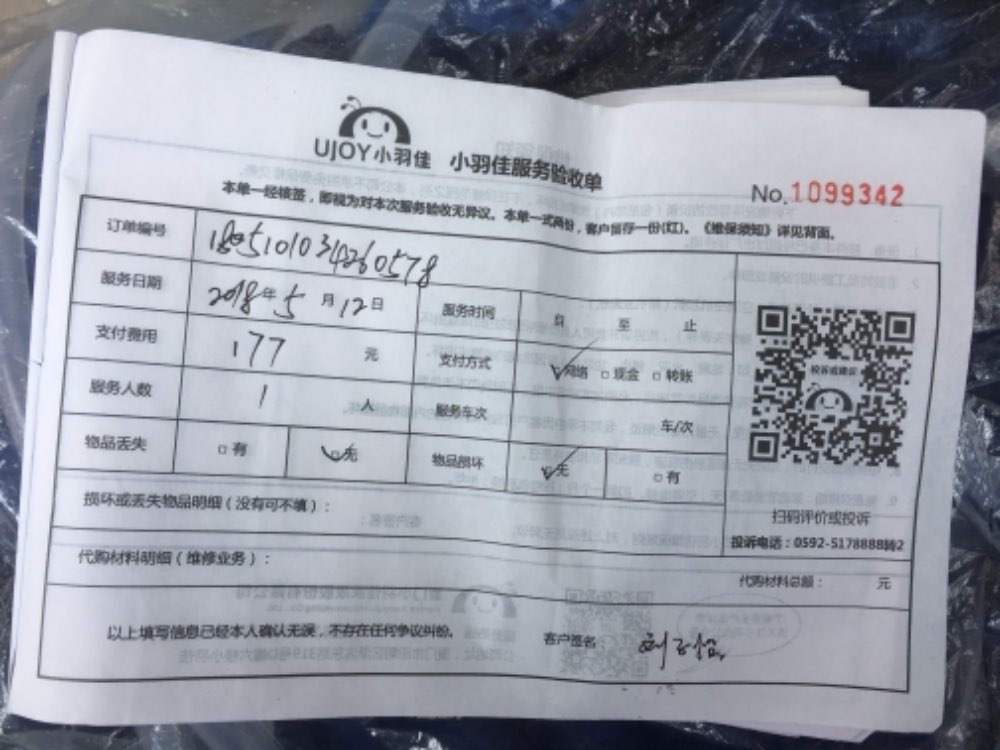 UJOY小羽佳 小羽佳服务验收单
No.1099342
本单一经核签，即视为对本次服务验收无异议。本单一式两份，客户留存一份(红)。《维保须知》详见背面。
订单编号
服务日期 2018年5月12日 服务时间 自 至 止
支付费用 177 元 支付方式 网络 现金 转账
服务人数 1 人 服务车次 车/次
物品丢失 有 无 物品损坏 无 有
投诉或建议
扫码评价或投诉
投诉电话：0592-5178888转2
损坏或丢失物品明细（没有可不填）：
代购材料明细（维修业务）：
代购材料总额： 元
以上填写信息已经本人确认无误，不存在任何争议纠纷。 客户签名：